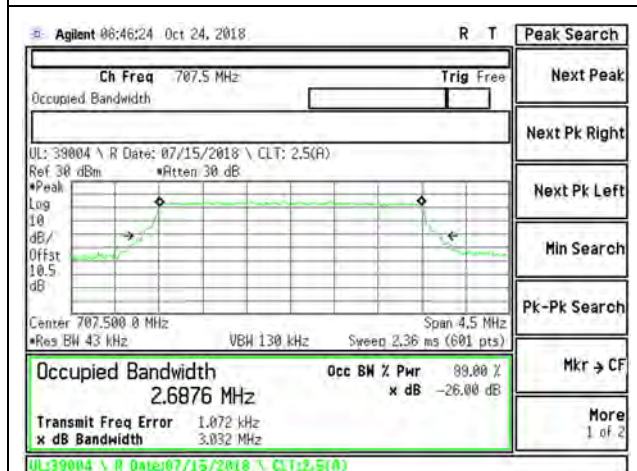 Agilent 06:46:24 Oct 24, 2018 R T
Peak Search
Ch Freq 707.5 MHz Trig Free
Occupied Bandwidth
Next Peak
Next Pk Right
UL: 39004 \ R Date: 07/15/2018 \ CLT: 2.5(A)
Ref 30 dBm #Atten 30 dB
#Peak
Log
10
dB/
Offst
10.5
dB
Next Pk Left
Min Search
Pk-Pk Search
Center 707.500 0 MHz Span 4.5 MHz
#Res BW 43 kHz VBW 130 kHz Sweep 2.36 ms (601 pts)
Occupied Bandwidth Occ BW % Pwr 99.00 %
2.6876 MHz x dB -26.00 dB
Mkr → CF
Transmit Freq Error 1.072 kHz
x dB Bandwidth 3.032 MHz
More
1 of 2
UL:39004 \ R Date:07/15/2018 \ CLT:2.5(A)